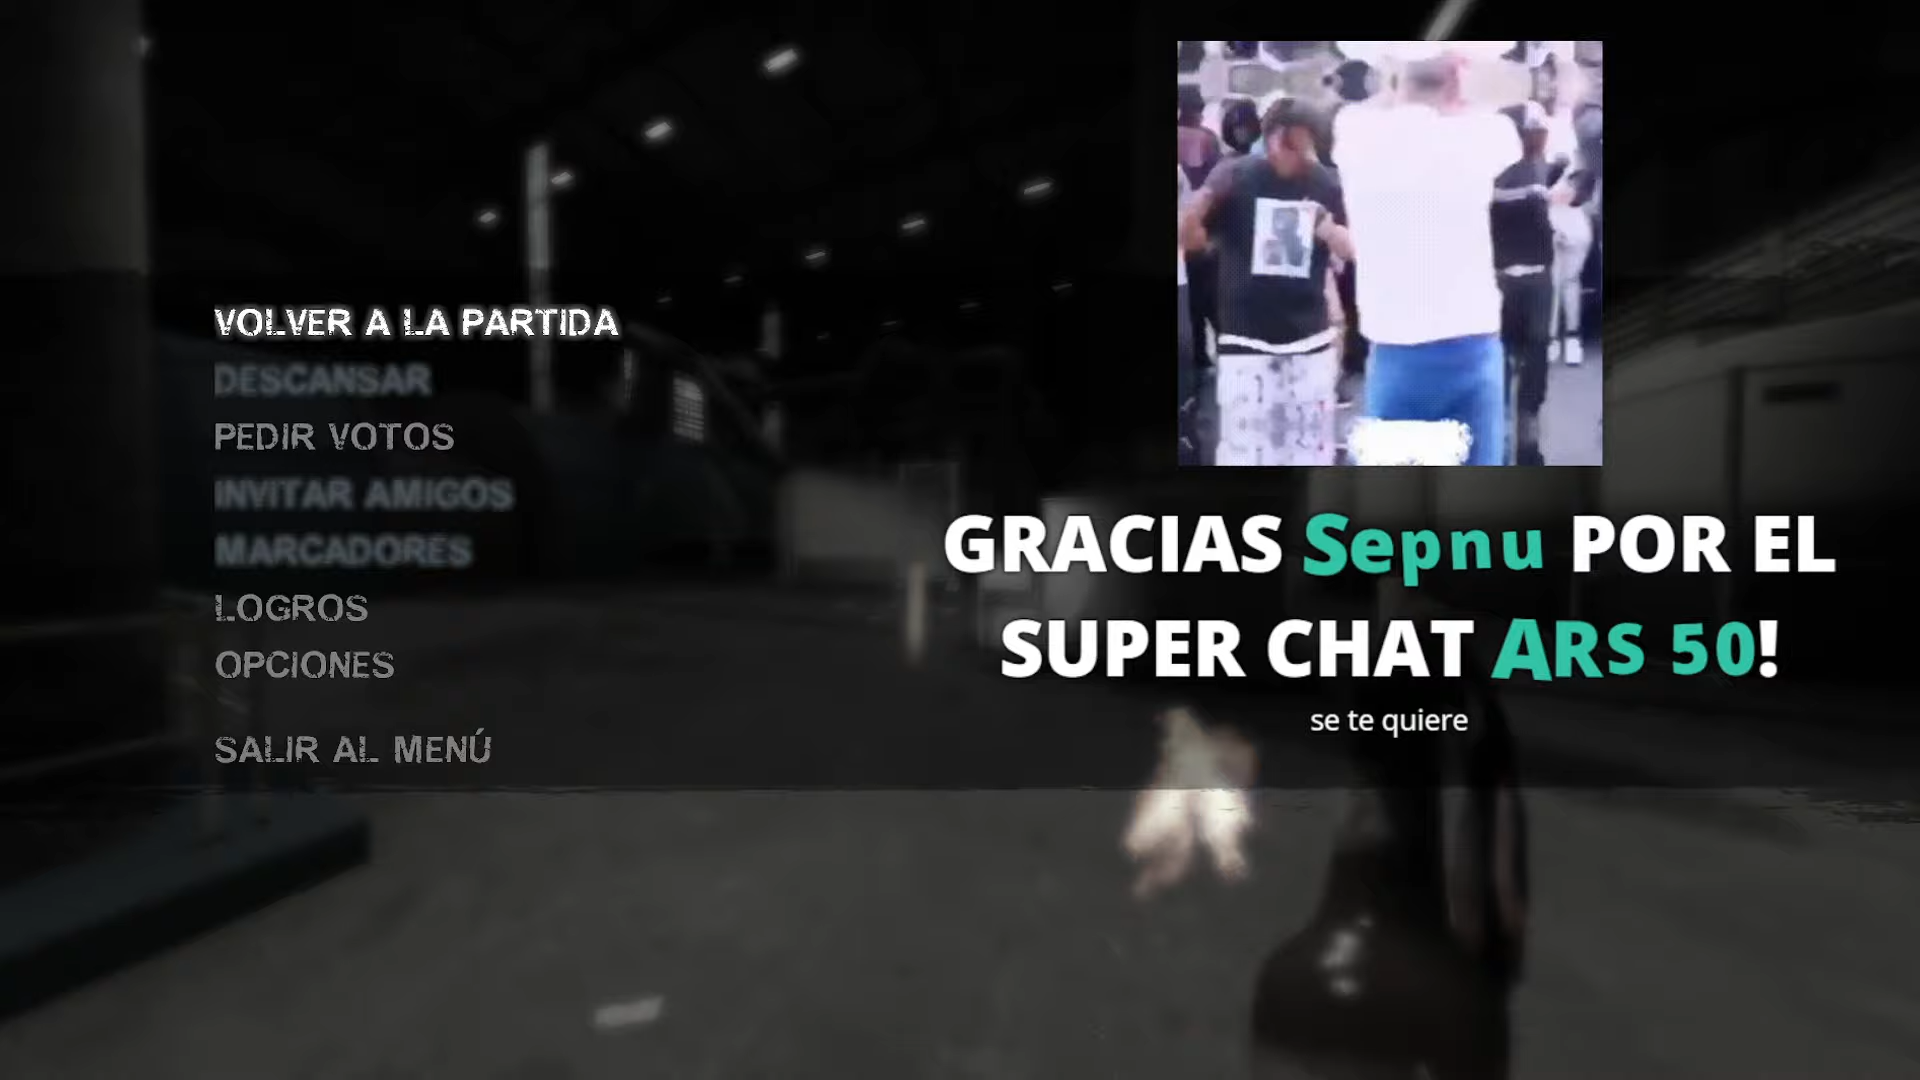 VOLVER A LA PARTIDA
DESCANSAR
PEDIR VOTOS
INVITAR AMIGOS
MARCADORES
LOGROS
OPCIONES
SALIR AL MENÚ
GRACIAS Sepnu POR EL
SUPER CHAT ARS 50!
se te quiere